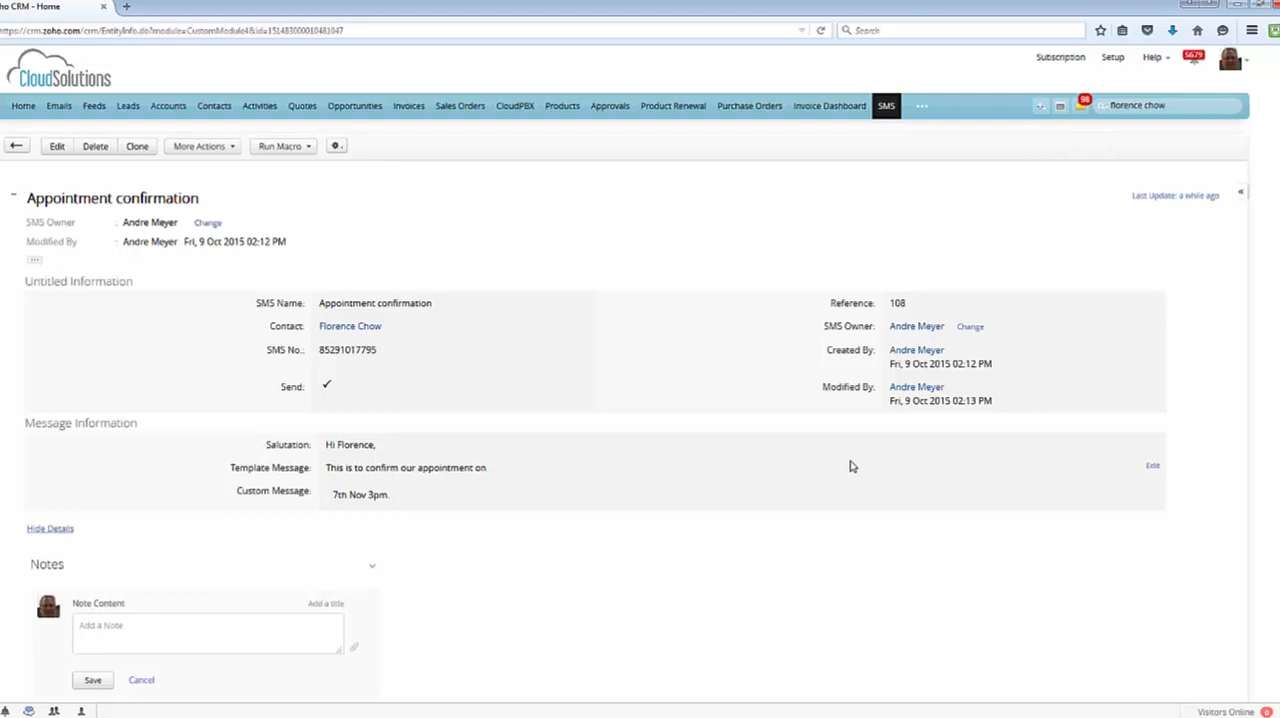 ho CRM - Home
https://crm.zoho.com/crm/EntityInfo.do?module=CustomModule4&id=151483000010481047
Search
CloudSolutions
Subscription Setup Help 5679
Home Emails Feeds Leads Accounts Contacts Activities Quotes Opportunities Invoices Sales Orders CloudPBX Products Approvals Product Renewal Purchase Orders Invoice Dashboard SMS ... 98 florence chow
Edit Delete Clone More Actions Run Macro
Appointment confirmation
Last Update: a while ago
SMS Owner : Andre Meyer Change
Modified By : Andre Meyer Fri, 9 Oct 2015 02:12 PM
Untitled Information
SMS Name: Appointment confirmation Reference: 108
Contact: Florence Chow SMS Owner: Andre Meyer Change
SMS No.: 85291017795 Created By: Andre Meyer
Fri, 9 Oct 2015 02:12 PM
Send: ✓ Modified By: Andre Meyer
Fri, 9 Oct 2015 02:13 PM
Message Information
Salutation: Hi Florence,
Template Message: This is to confirm our appointment on Edit
Custom Message: 7th Nov 3pm.
Hide Details
Notes
Note Content Add a title
Add a Note
Save Cancel
Visitors Online 0